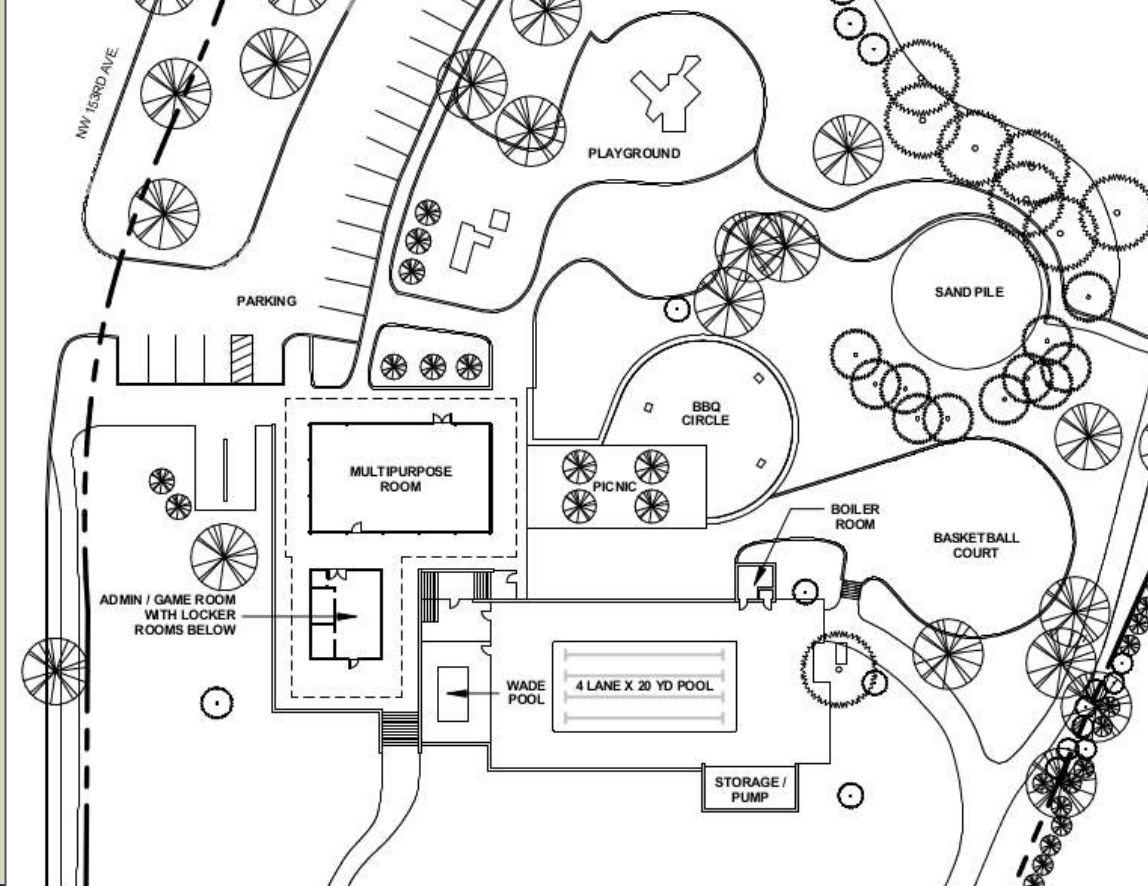 NW 153RD AVE.
PLAYGROUND
PARKING
SAND PILE
BBQ
CIRCLE
MULTIPURPOSE
ROOM
PICNIC
BOILER
ROOM
BASKETBALL
COURT
ADMIN / GAME ROOM
WITH LOCKER
ROOMS BELOW
WADE
POOL
4 LANE X 20 YD POOL
STORAGE /
PUMP